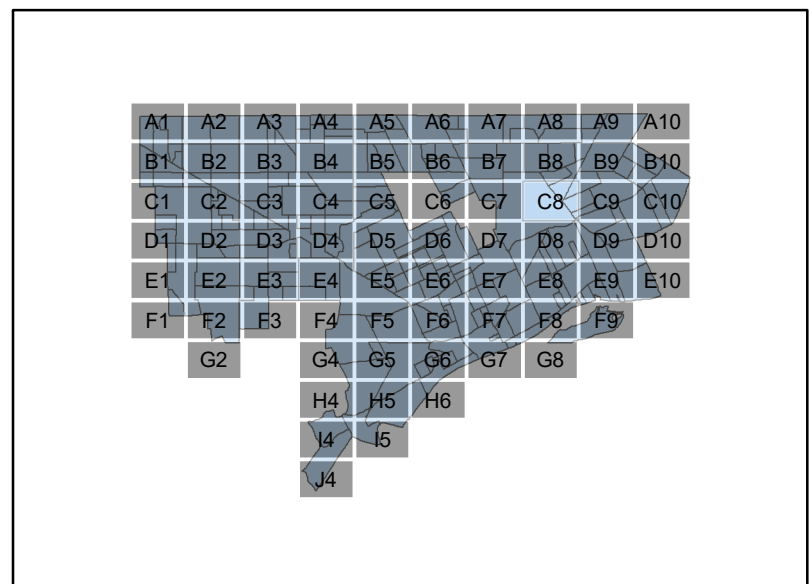 A1 A2 A3 A4 A5 A6 A7 A8 A9 A10
B1 B2 B3 B4 B5 B6 B7 B8 B9 B10
C1 C2 C3 C4 C5 C6 C7 C8 C9 C10
D1 D2 D3 D4 D5 D6 D7 D8 D9 D10
E1 E2 E3 E4 E5 E6 E7 E8 E9 E10
F1 F2 F3 F4 F5 F6 F7 F8 F9
G2 G4 G5 G6 G7 G8
H4 H5 H6
I4 I5
J4